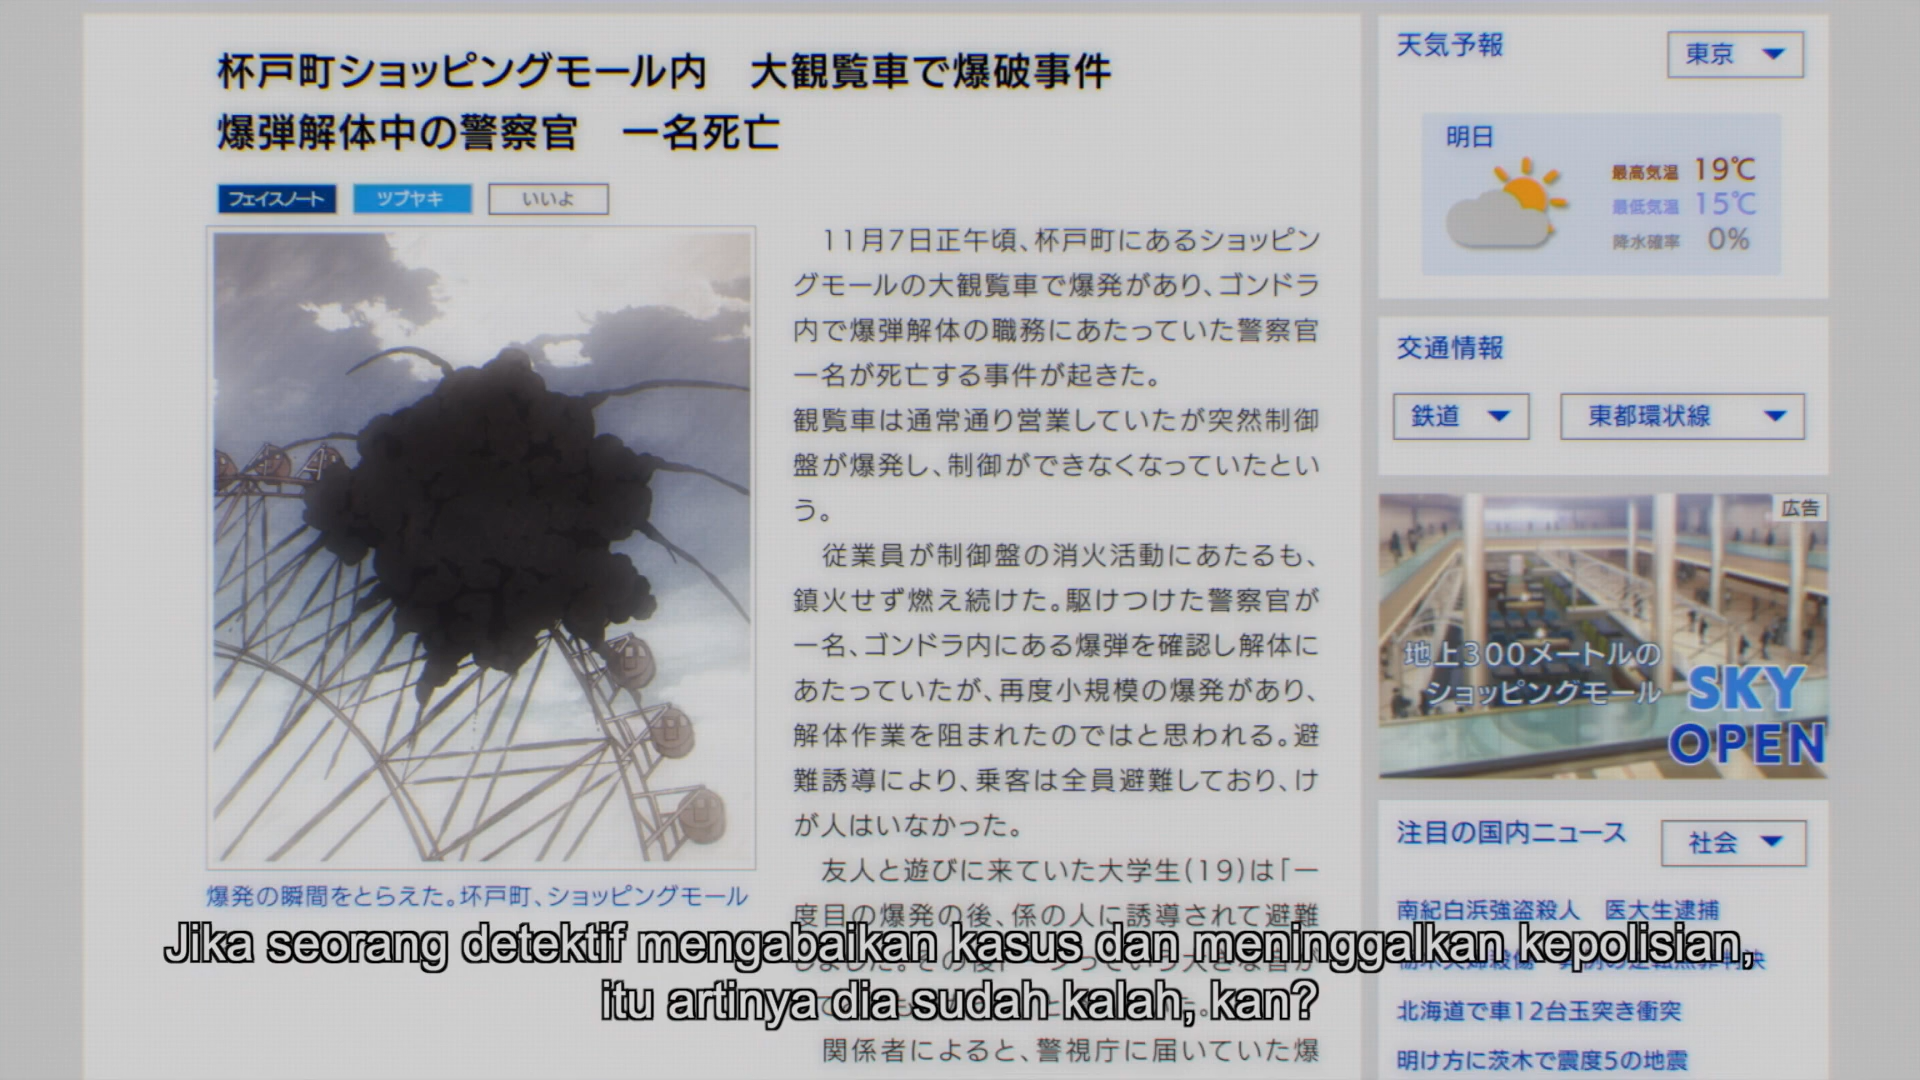 杯戸町ショッピングモール内　大観覧車で爆破事件
爆弾解体中の警察官　一名死亡
フェイスノート
ツブヤキ
いいよ
爆発の瞬間をとらえた。坏戸町、ショッピングモール
11月7日正午頃、杯戸町にあるショッピン
グモールの大観覧車で爆発があり、ゴンドラ
内で爆弾解体の職務にあたっていた警察官
一名が死亡する事件が起きた。
観覧車は通常通り営業していたが突然制御
盤が爆発し、制御ができなくなっていたとい
う。
従業員が制御盤の消火活動にあたるも、
鎮火せず燃え続けた。駆けつけた警察官が
一名、ゴンドラ内にある爆弾を確認し解体に
あたっていたが、再度小規模の爆発があり、
解体作業を阻まれたのではと思われる。避
難誘導により、乗客は全員避難しており、け
が人はいなかった。
友人と遊びに来ていた大学生(19)は「一
度目の爆発の後、係の人に誘導されて避難
関係者によると、警視庁に届いていた爆
天気予報
東京
明日
最高気温 19℃
最低気温 15℃
降水確率 0%
交通情報
鉄道
東都環状線
広告
地上300メートルの
ショッピングモール
SKY
OPEN
注目の国内ニュース
社会
南紀白浜強盗殺人　医大生逮捕
北海道で車12台玉突き衝突
明け方に茨木で震度5の地震
Jika seorang detektif mengabaikan kasus dan meninggalkan kepolisian,
itu artinya dia sudah kalah, kan?